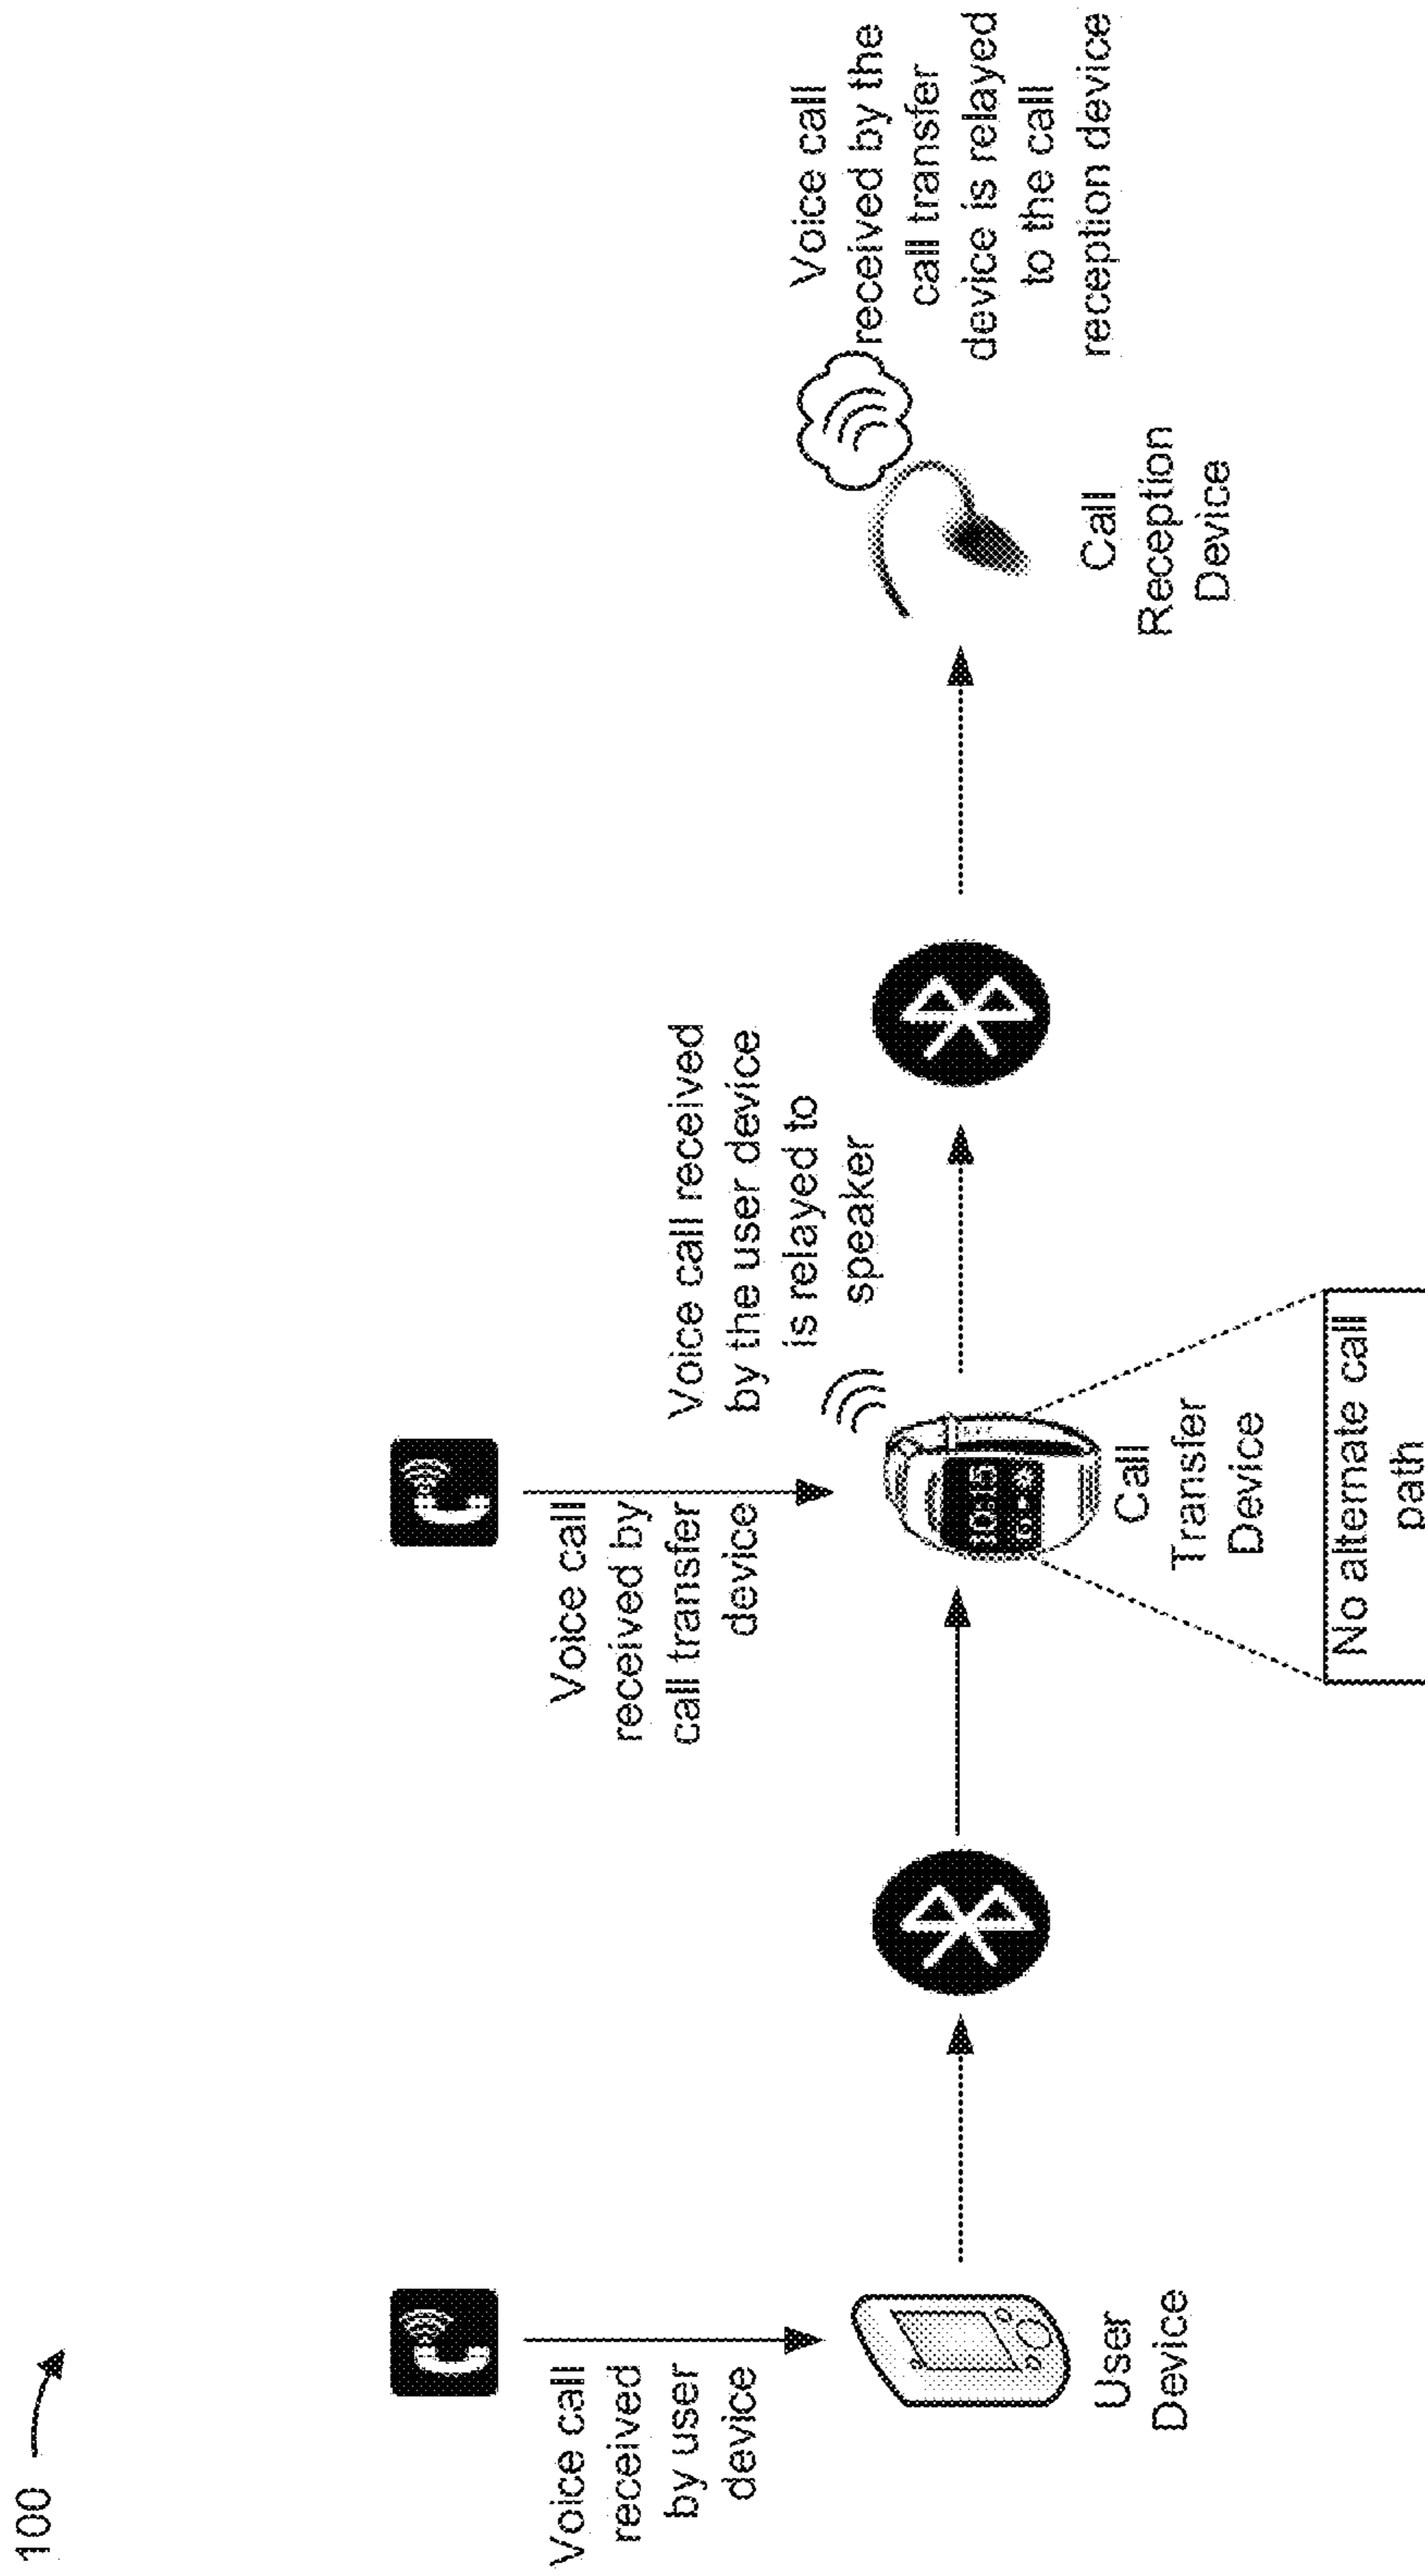 100
Voice call
received
by user
device
User
Device
Voice call
received by
call transfer
device
Voice call received
by the user device
is relayed to
speaker
Call
Transfer
Device
No alternate call
path
Voice call
received by the
call transfer
device is relayed
to the call
reception device
Call
Reception
Device